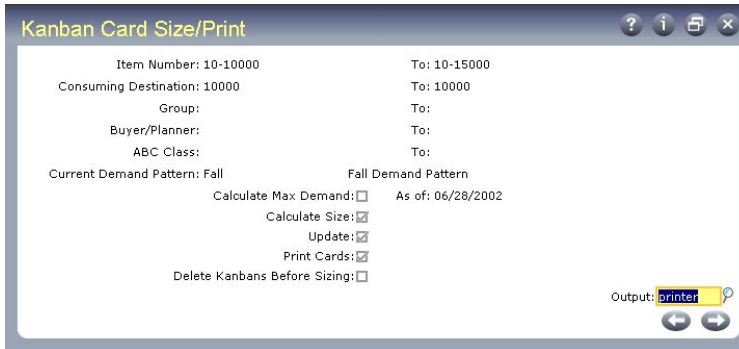 Kanban Card Size/Print
Item Number: 10-10000 To: 10-15000
Consuming Destination: 10000 To: 10000
Group: To:
Buyer/Planner: To:
ABC Class: To:
Current Demand Pattern: Fall Fall Demand Pattern
Calculate Max Demand: As of: 06/28/2002
Calculate Size:
Update:
Print Cards:
Delete Kanbans Before Sizing:
Output: printer